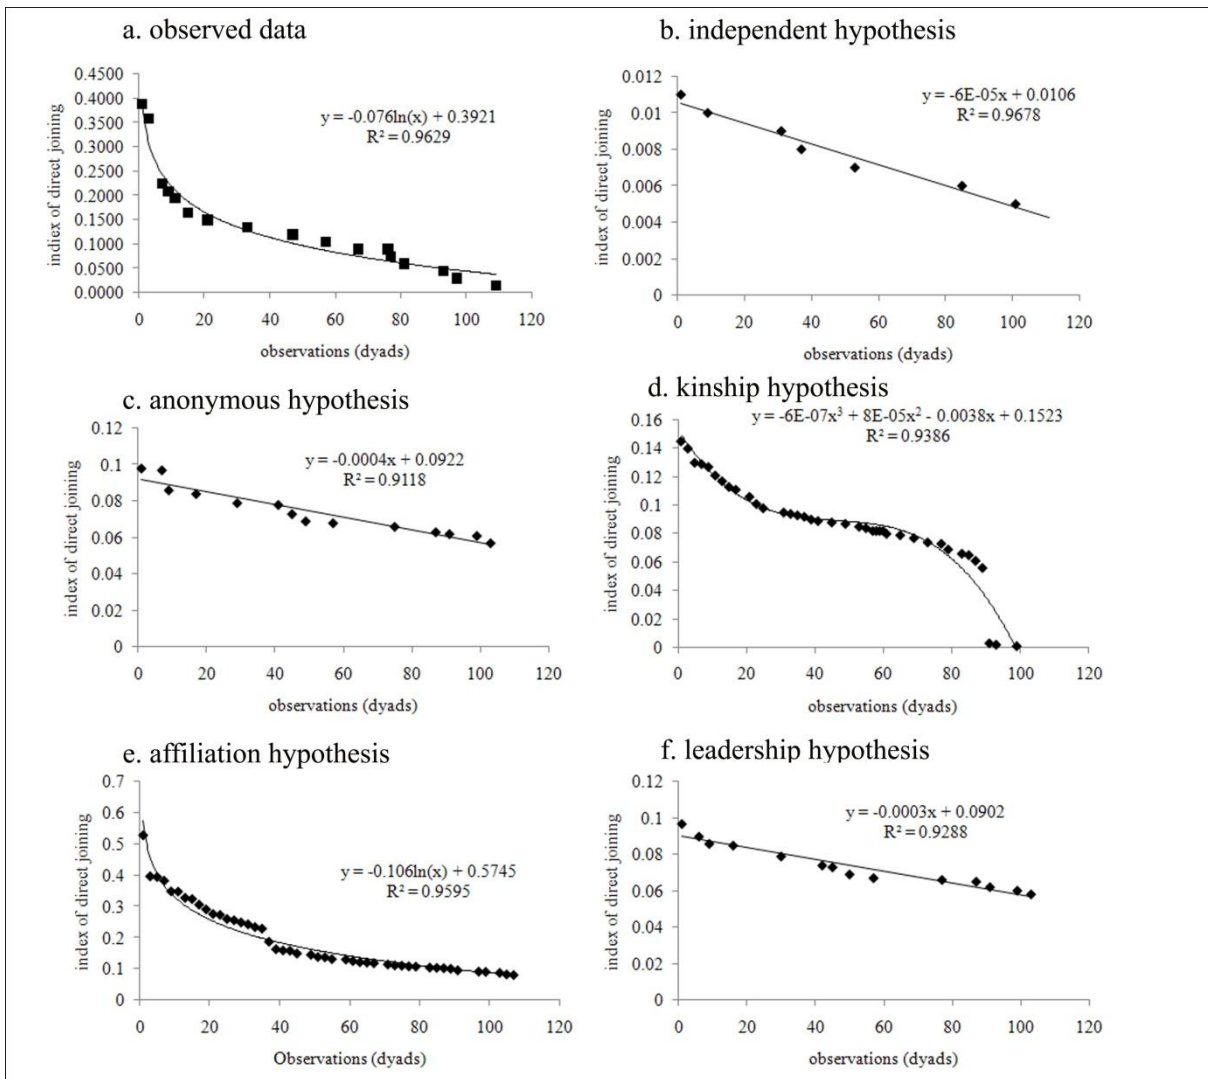 a. observed data
indiex of direct joining
0.4500
0.4000
0.3500
0.3000
0.2500
0.2000
0.1500
0.1000
0.0500
0.0000
y = -0.076ln(x) + 0.3921
R² = 0.9629
0 20 40 60 80 100 120
observations (dyads)
b. independent hypothesis
index of direct joining
0.012
0.010
0.008
0.006
0.004
0.002
0
y = -6E-05x + 0.0106
R² = 0.9678
0 20 40 60 80 100 120
observations (dyads)
c. anonymous hypothesis
index of direct joining
0.12
0.1
0.08
0.06
0.04
0.02
0
y = -0.0004x + 0.0922
R² = 0.9118
0 20 40 60 80 100 120
observations (dyads)
d. kinship hypothesis
index of direct joining
0.16
0.14
0.12
0.1
0.08
0.06
0.04
0.02
0
y = -6E-07x³ + 8E-05x² - 0.0038x + 0.1523
R² = 0.9386
0 20 40 60 80 100 120
observations (dyads)
e. affiliation hypothesis
index of direct joining
0.7
0.6
0.5
0.4
0.3
0.2
0.1
0
y = -0.106ln(x) + 0.5745
R² = 0.9595
0 20 40 60 80 100 120
Observations (dyads)
f. leadership hypothesis
index of direct joining
0.12
0.1
0.08
0.06
0.04
0.02
0
y = -0.0003x + 0.0902
R² = 0.9288
0 20 40 60 80 100 120
observations (dyads)